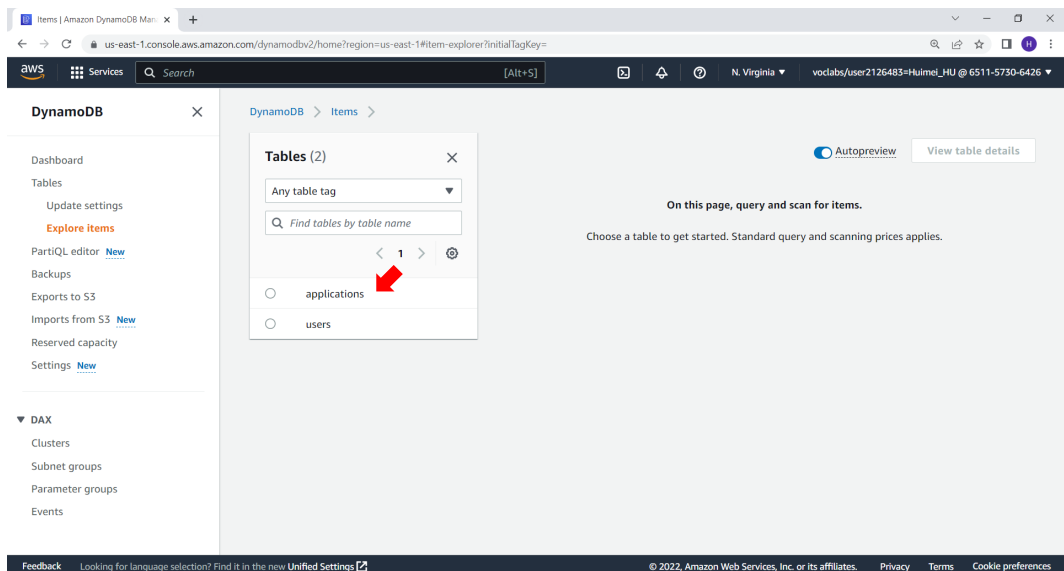 Items | Amazon DynamoDB Man
us-east-1.console.aws.amazon.com/dynamodbv2/home?region=us-east-1#item-explorer?initialTagKey=
H
aws
Services
Search
[Alt+S]
N. Virginia
voclabs/user2126483=Huimei_HU @ 6511-5730-6426
DynamoDB
Dashboard
Tables
Update settings
Explore items
PartiQL editor New
Backups
Exports to S3
Imports from S3 New
Reserved capacity
Settings New
DAX
Clusters
Subnet groups
Parameter groups
Events
DynamoDB > Items >
Tables (2)
Any table tag
Find tables by table name
< 1 >
applications
users
Autopreview
View table details
On this page, query and scan for items.
Choose a table to get started. Standard query and scanning prices applies.
Feedback Looking for language selection? Find it in the new Unified Settings
© 2022, Amazon Web Services, Inc. or its affiliates. Privacy Terms Cookie preferences